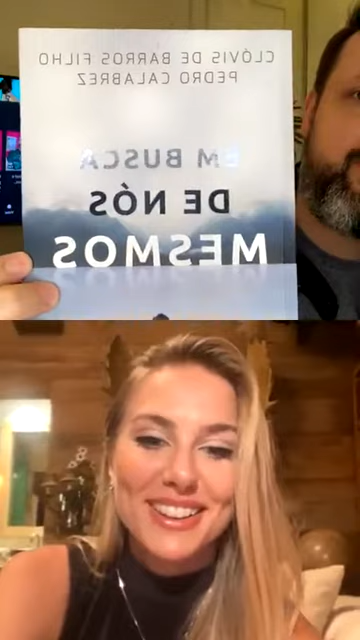 CLÓVIS DE BARROS FILHO
PEDRO CALABREZ
EM BUSCA
DE NÓS
MESMOS